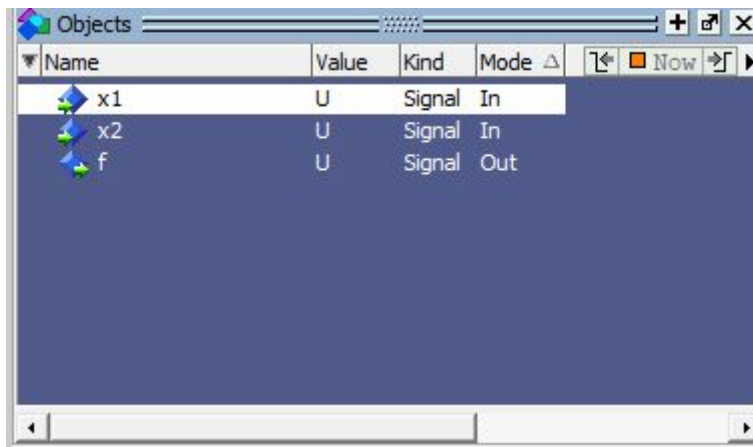 Objects
Name Value Kind Mode Now
x1 U Signal In
x2 U Signal In
f U Signal Out